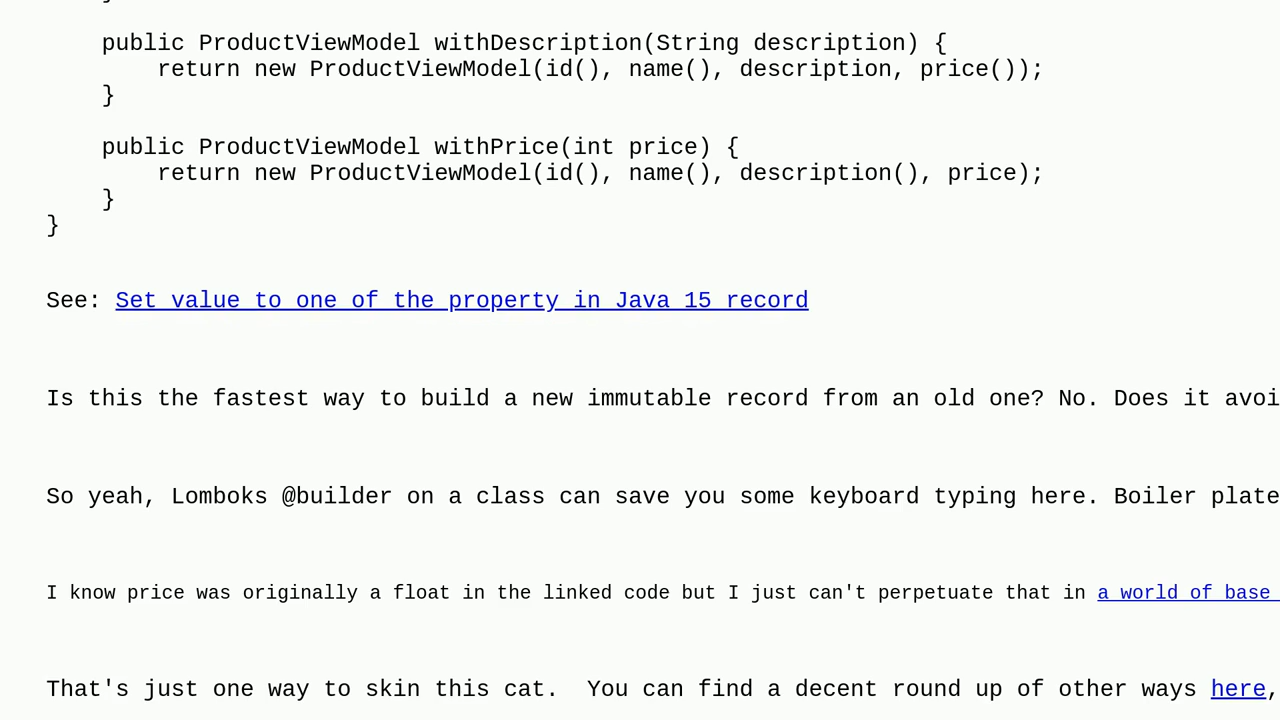 }
public ProductViewModel withDescription(String description) {
return new ProductViewModel(id(), name(), description, price());
}
public ProductViewModel withPrice(int price) {
return new ProductViewModel(id(), name(), description(), price);
}
}
See: Set value to one of the property in Java 15 record
Is this the fastest way to build a new immutable record from an old one? No. Does it avoi
So yeah, Lomboks @builder on a class can save you some keyboard typing here. Boiler plate
I know price was originally a float in the linked code but I just can't perpetuate that in a world of base
That's just one way to skin this cat.  You can find a decent round up of other ways here,